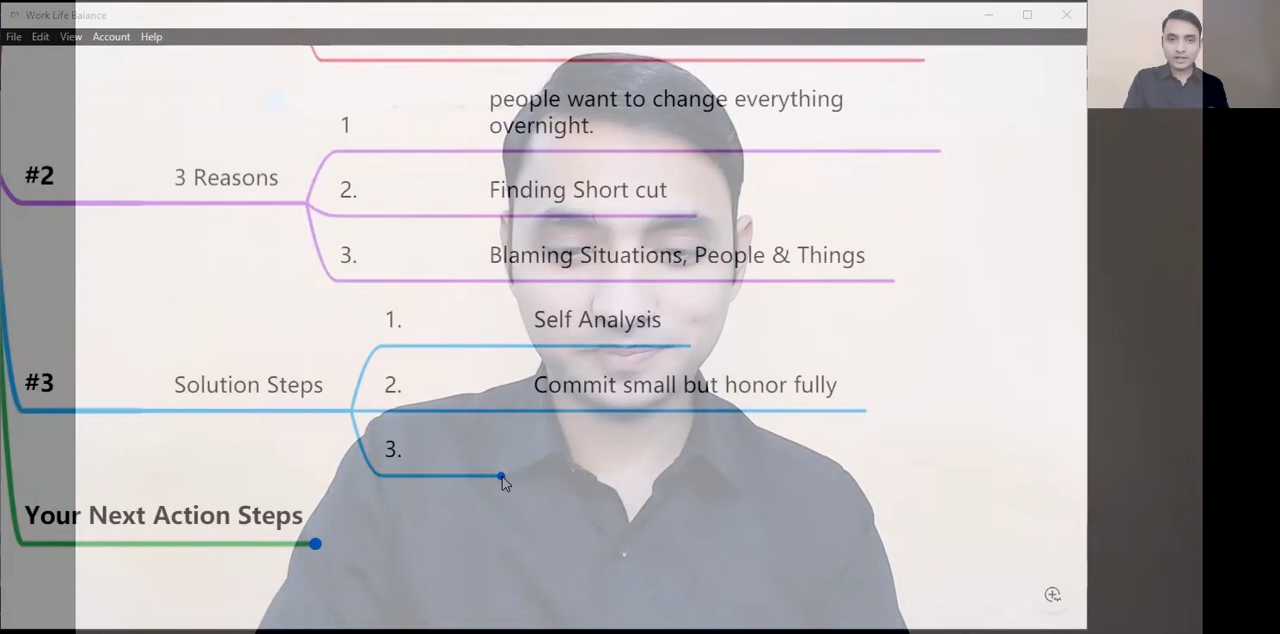 Work Life Balance
File Edit View Account Help
people want to change everything
1 overnight.
#2 3 Reasons
2. Finding Short cut
3. Blaming Situations, People & Things
1. Self Analysis
#3 Solution Steps
2. Commit small but honor fully
3.
Your Next Action Steps